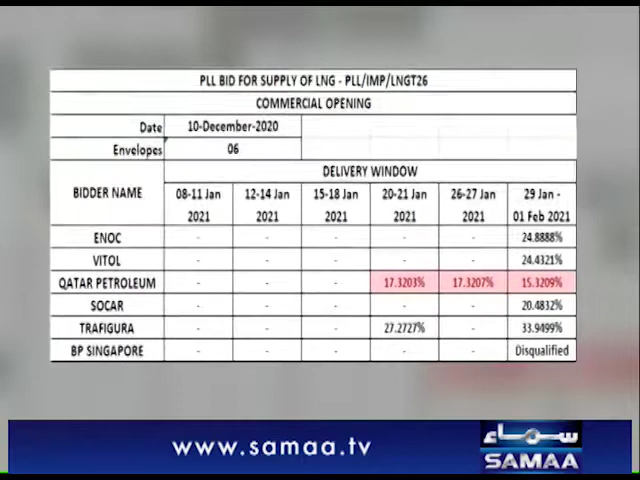 PLL BID FOR SUPPLY OF LNG - PLL/IMP/LNGT26
COMMERCIAL OPENING
Date 10-December-2020
Envelopes 06
BIDDER NAME DELIVERY WINDOW
08-11 Jan 2021 12-14 Jan 2021 15-18 Jan 2021 20-21 Jan 2021 26-27 Jan 2021 29 Jan - 01 Feb 2021
ENOC - - - - - 24.8888%
VITOL - - - - - 24.4321%
QATAR PETROLEUM - - - 17.3203% 17.3207% 15.3209%
SOCAR - - - - - 20.4832%
TRAFIGURA - - - 27.2727% - 33.9499%
BP SINGAPORE - - - - - Disqualified
www.samaa.tv
سماء
SAMAA